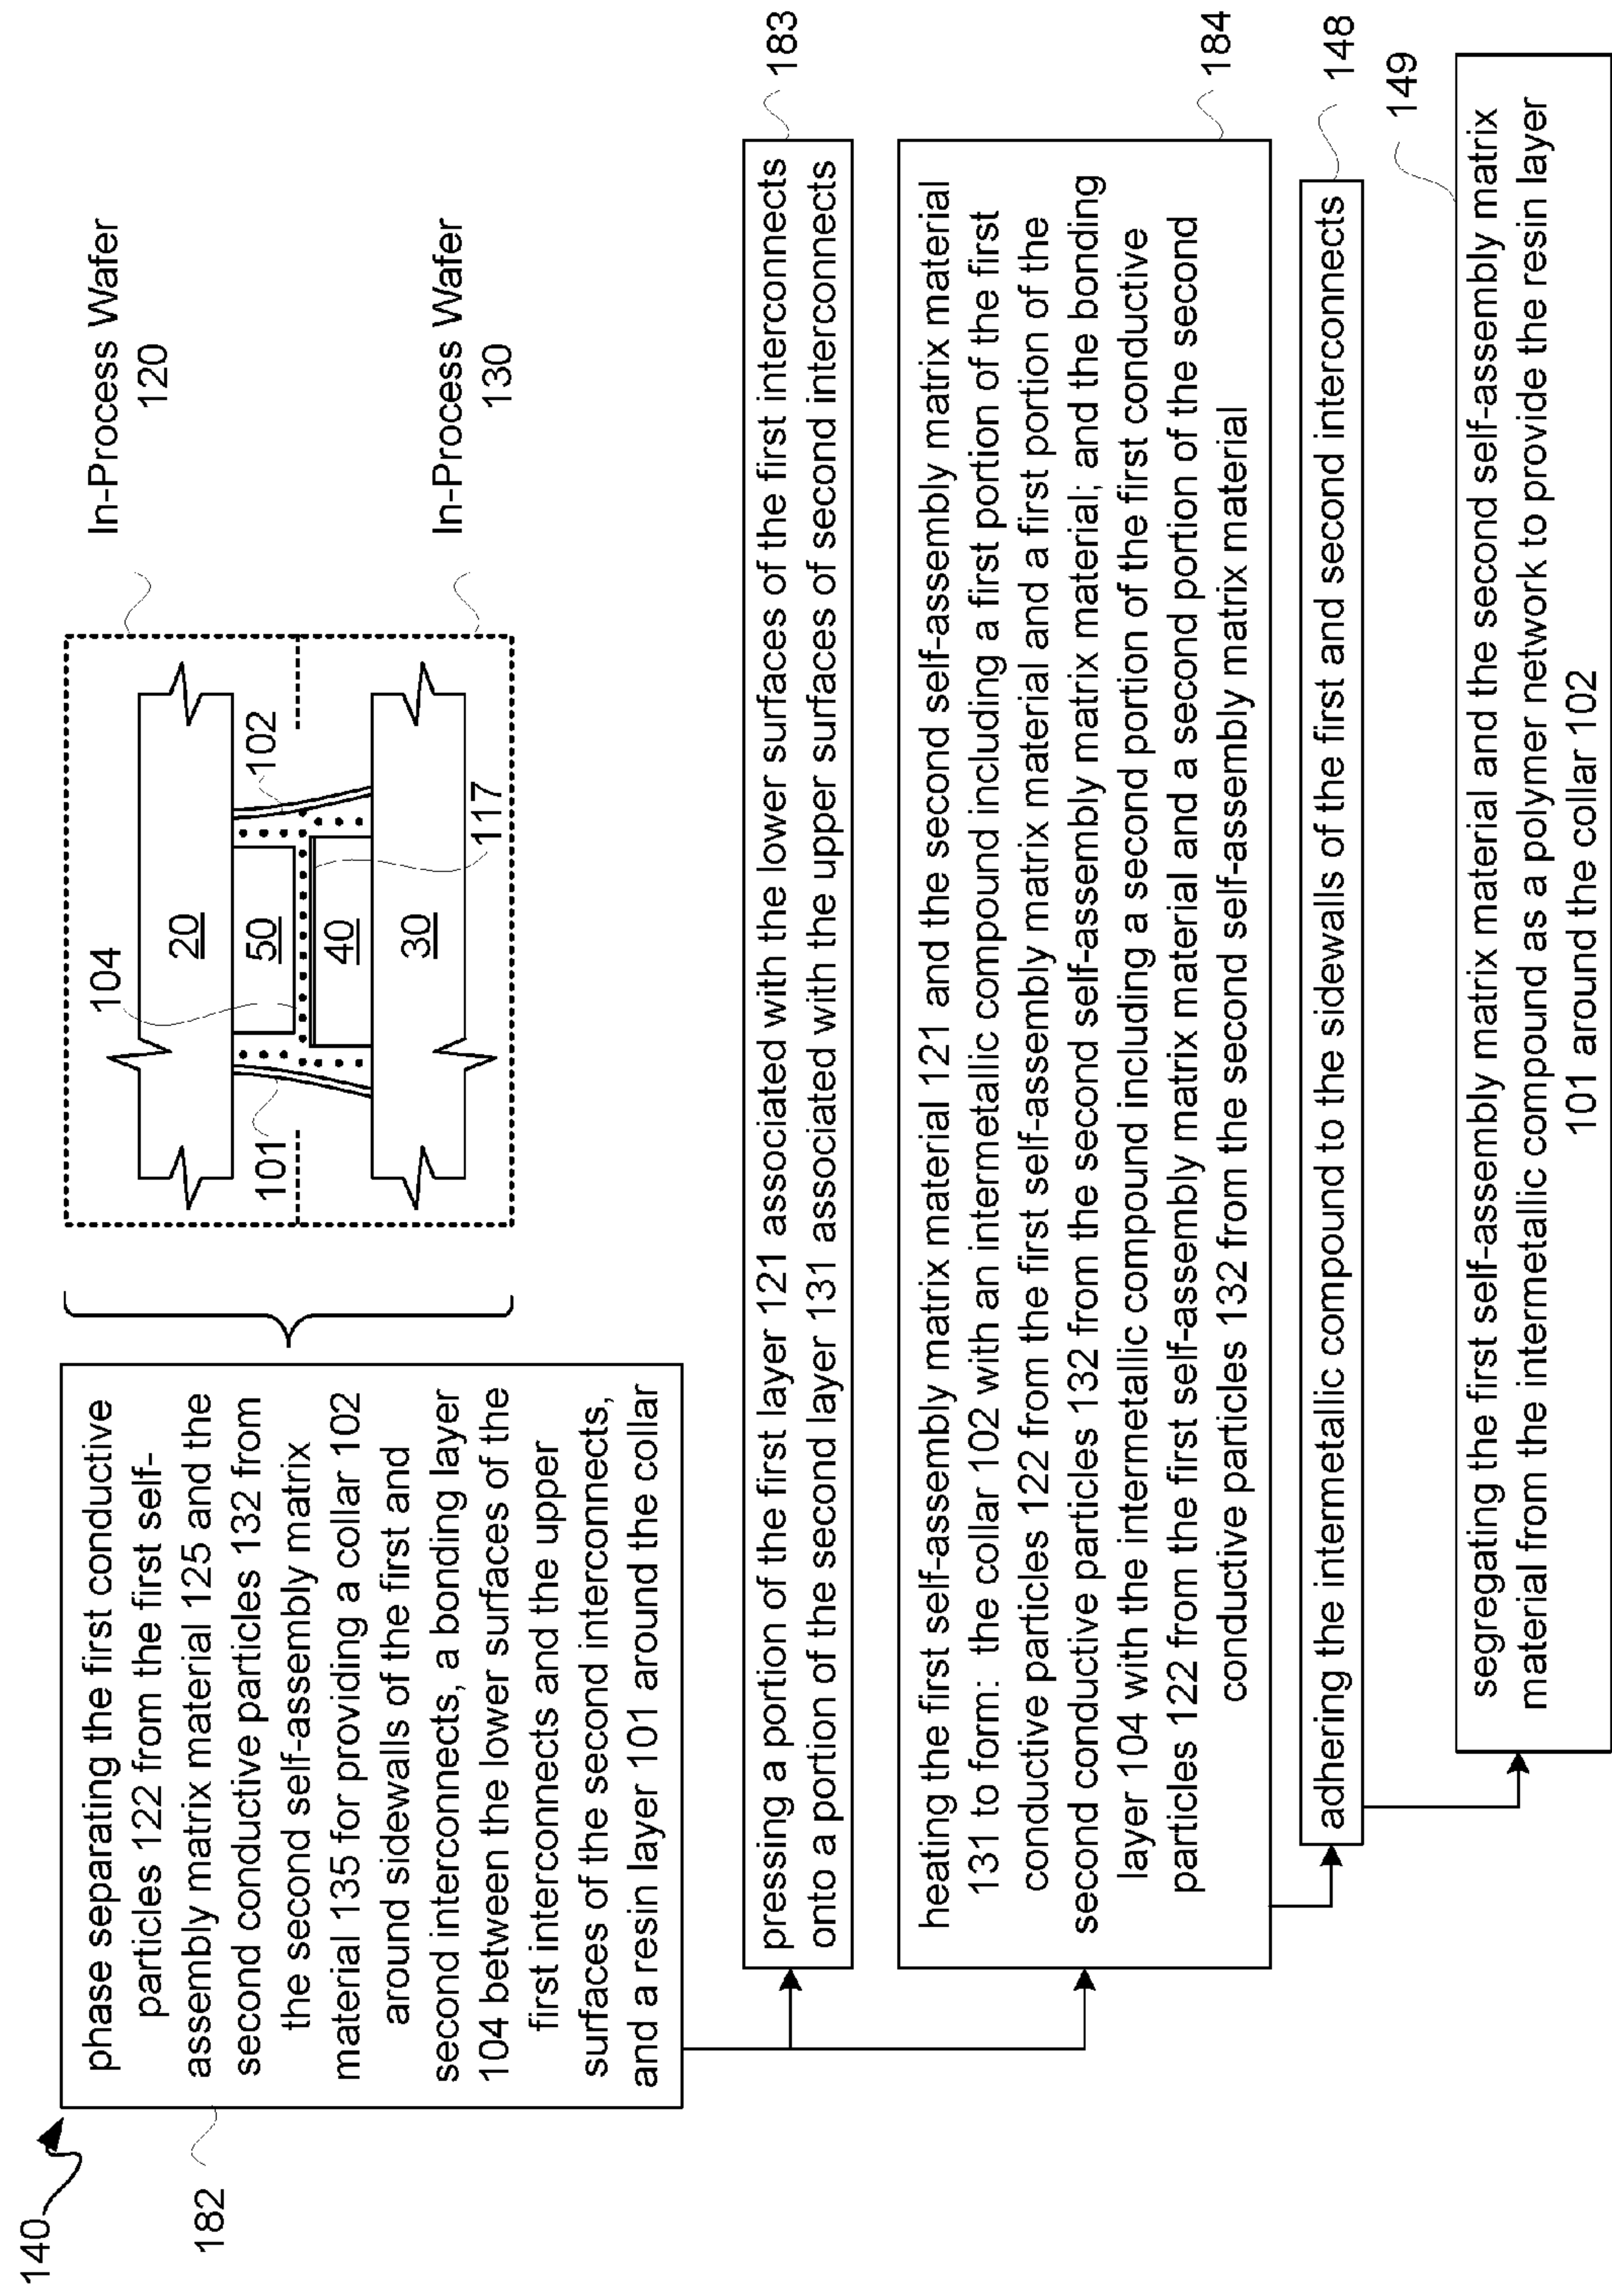 140
182
phase separating the first conductive
particles 122 from the first self-
assembly matrix material 125 and the
second conductive particles 132 from
the second self-assembly matrix
material 135 for providing a collar 102
around sidewalls of the first and
second interconnects, a bonding layer
104 between the lower surfaces of the
first interconnects and the upper
surfaces of the second interconnects,
and a resin layer 101 around the collar
104
20
50
40
30
101
102
117
In-Process Wafer
120
In-Process Wafer
130
pressing a portion of the first layer 121 associated with the lower surfaces of the first interconnects
onto a portion of the second layer 131 associated with the upper surfaces of second interconnects
183
heating the first self-assembly matrix material 121 and the second self-assembly matrix material
131 to form: the collar 102 with an intermetallic compound including a first portion of the first
conductive particles 122 from the first self-assembly matrix material and a first portion of the
second conductive particles 132 from the second self-assembly matrix material; and the bonding
layer 104 with the intermetallic compound including a second portion of the first conductive
particles 122 from the first self-assembly matrix material and a second portion of the second
conductive particles 132 from the second self-assembly matrix material
184
adhering the intermetallic compound to the sidewalls of the first and second interconnects
148
149
segregating the first self-assembly matrix material and the second self-assembly matrix
material from the intermetallic compound as a polymer network to provide the resin layer
101 around the collar 102